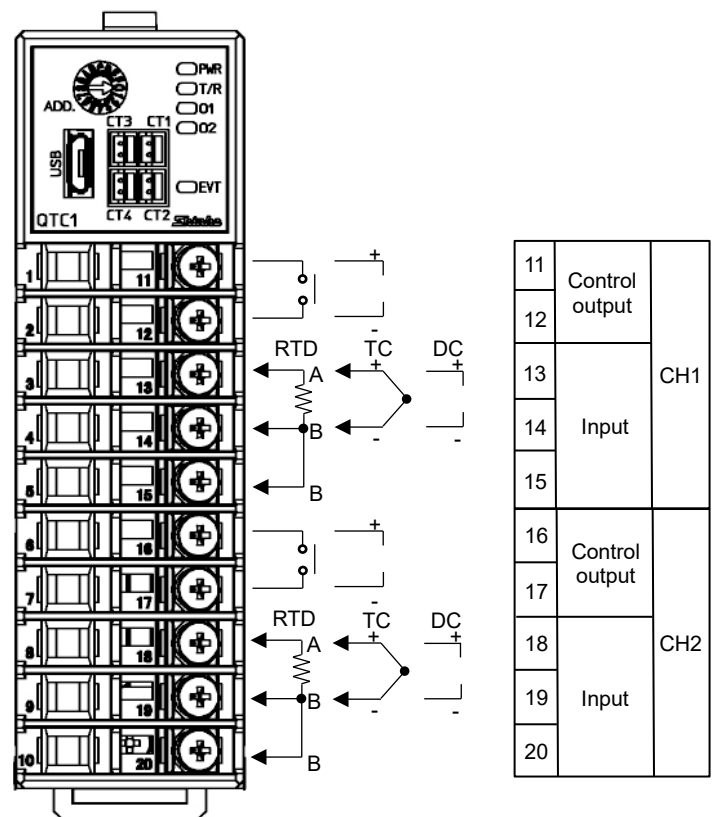 PWR
T/R
O1
O2
EVT
ADD.
CT3 CT1
USB
CT4 CT2
QTC1
Shinko
1 11
2 12
3 13
4 14
5 15
6 16
7 17
8 18
9 19
10 20
+
-
RTD TC DC
A + +
B - -
B
+
-
RTD TC DC
A + +
B - -
B
11 Control output CH1
12
13 Input
14
15
16 Control output CH2
17
18 Input
19
20